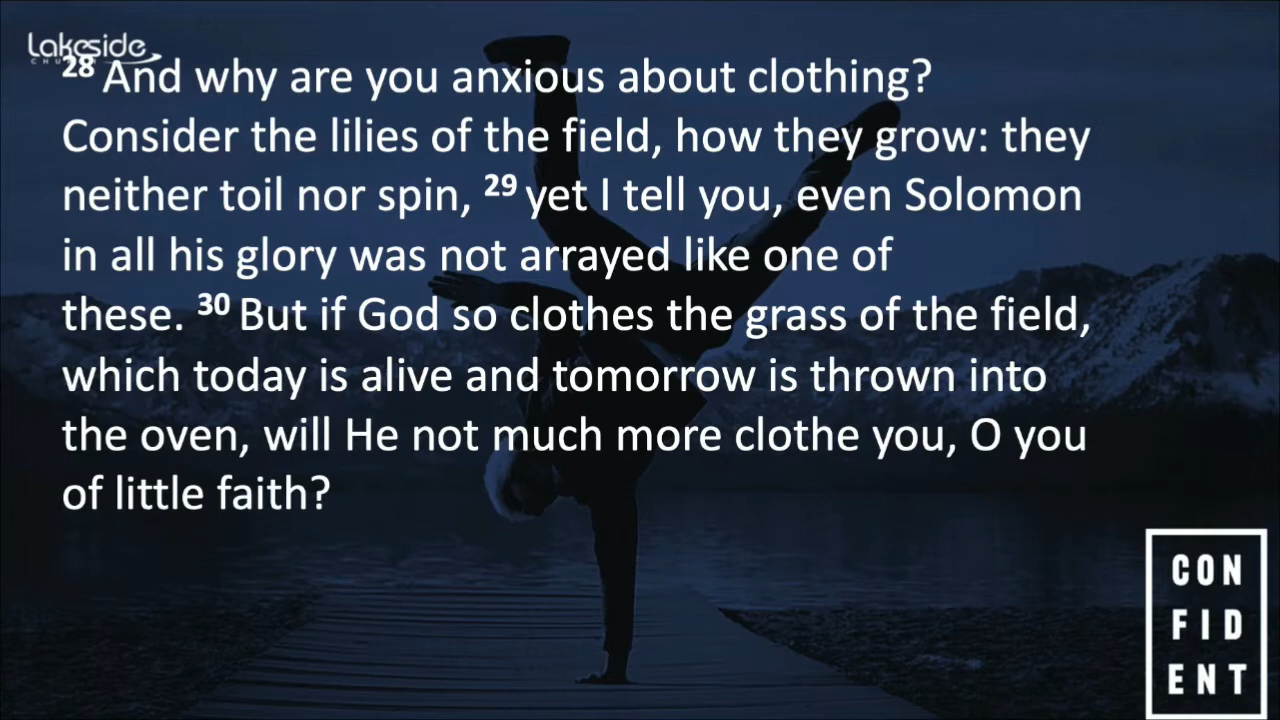 Lakeside
CHURCH
28 And why are you anxious about clothing?
Consider the lilies of the field, how they grow: they
neither toil nor spin, 29 yet I tell you, even Solomon
in all his glory was not arrayed like one of
these. 30 But if God so clothes the grass of the field,
which today is alive and tomorrow is thrown into
the oven, will He not much more clothe you, O you
of little faith?
CON
FID
ENT